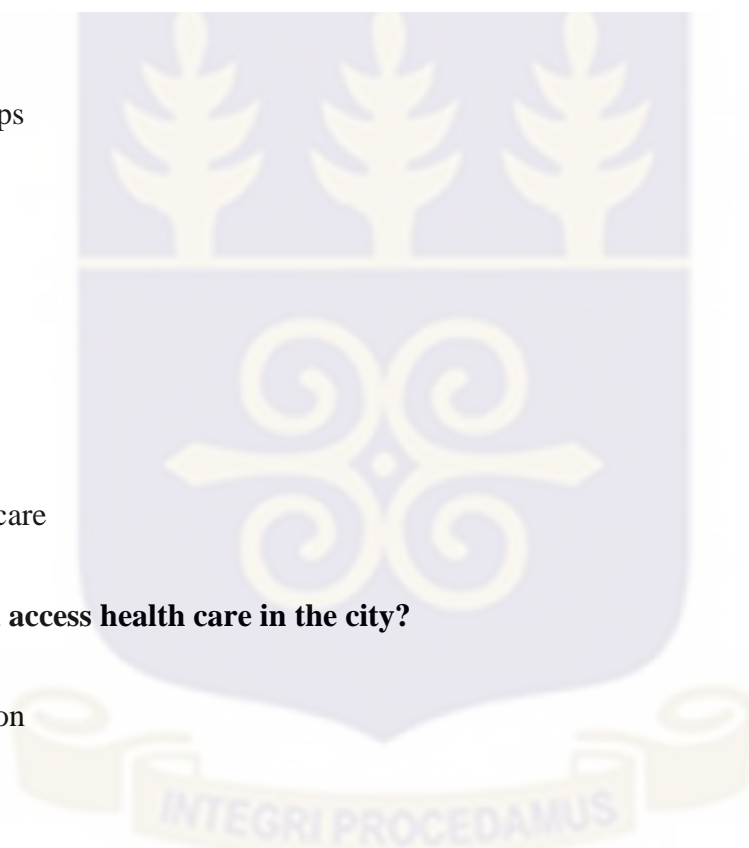 ps
care
access health care in the city?
on
INTEGRI PROCEDAMUS